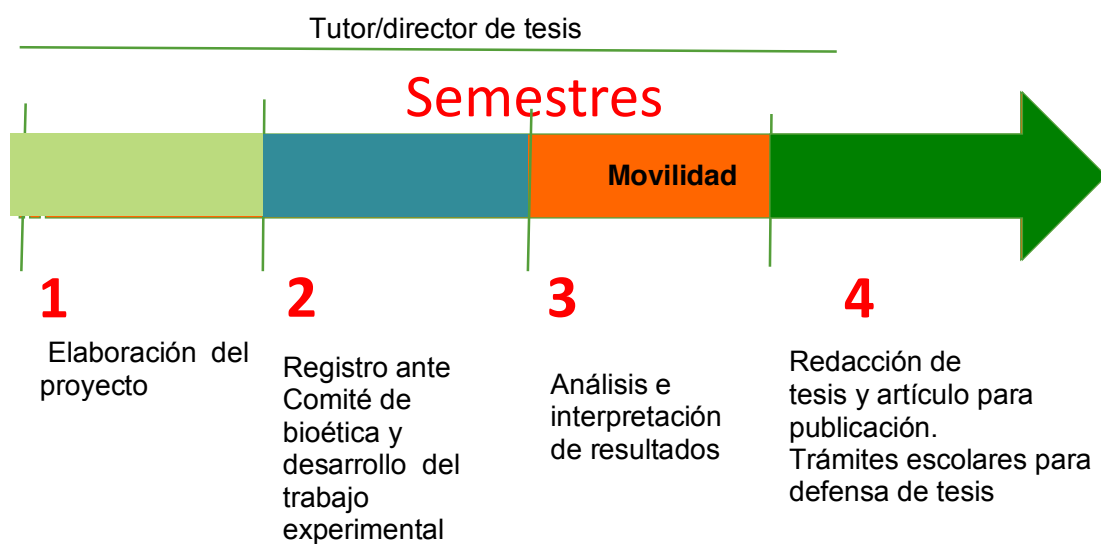 Tutor/director de tesis
Semestres
Movilidad
1
Elaboración del
proyecto
2
Registro ante
Comité de
bioética y
desarrollo del
trabajo
experimental
3
Análisis e
interpretación
de resultados
4
Redacción de
tesis y artículo para
publicación.
Trámites escolares para
defensa de tesis